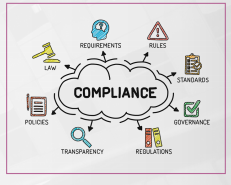 REQUIREMENTS
RULES
LAW
STANDARDS
COMPLIANCE
POLICIES
GOVERNANCE
TRANSPARENCY
REGULATIONS